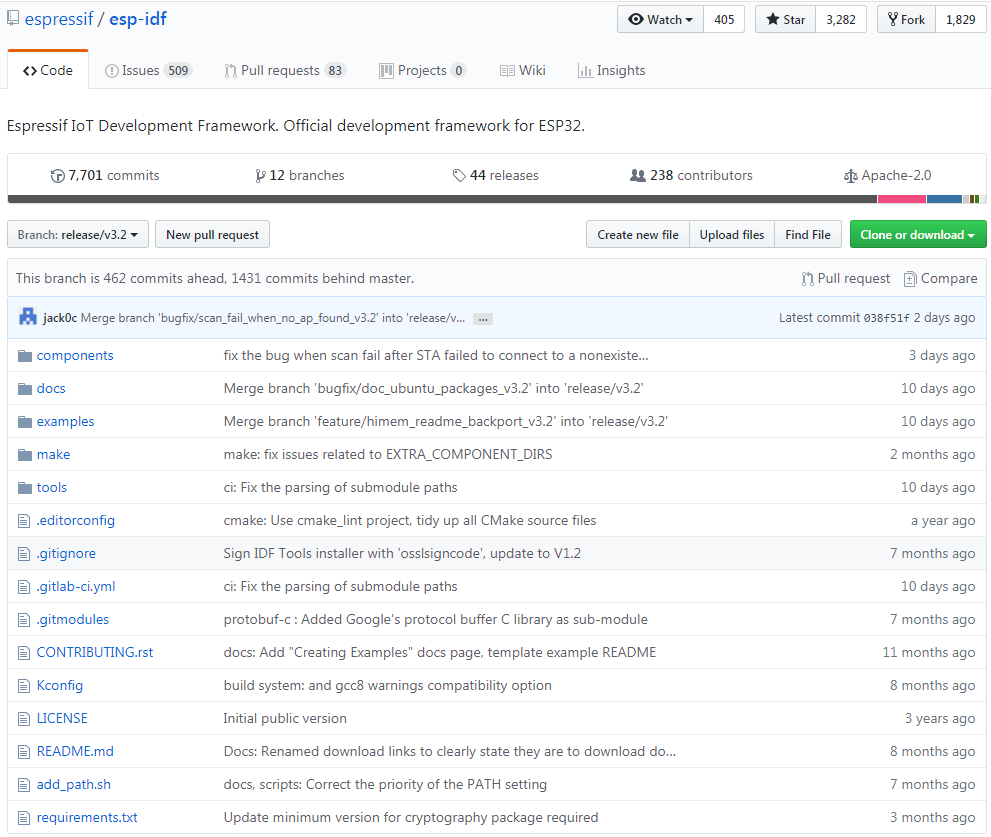 espressif / esp-idf
Watch 405 Star 3,282 Fork 1,829
Code Issues 509 Pull requests 83 Projects 0 Wiki Insights
Espressif IoT Development Framework. Official development framework for ESP32.
7,701 commits 12 branches 44 releases 238 contributors Apache-2.0
Branch: release/v3.2 New pull request Create new file Upload files Find File Clone or download
This branch is 462 commits ahead, 1431 commits behind master. Pull request Compare
jack0c Merge branch 'bugfix/scan_fail_when_no_ap_found_v3.2' into 'release/v... ... Latest commit 038f51f 2 days ago
components fix the bug when scan fail after STA failed to connect to a nonexiste... 3 days ago
docs Merge branch 'bugfix/doc_ubuntu_packages_v3.2' into 'release/v3.2' 10 days ago
examples Merge branch 'feature/himem_readme_backport_v3.2' into 'release/v3.2' 10 days ago
make make: fix issues related to EXTRA_COMPONENT_DIRS 2 months ago
tools ci: Fix the parsing of submodule paths 10 days ago
.editorconfig cmake: Use cmake_lint project, tidy up all CMake source files a year ago
.gitignore Sign IDF Tools installer with 'osslsigncode', update to V1.2 7 months ago
.gitlab-ci.yml ci: Fix the parsing of submodule paths 10 days ago
.gitmodules protobuf-c : Added Google's protocol buffer C library as sub-module 7 months ago
CONTRIBUTING.rst docs: Add "Creating Examples" docs page, template example README 11 months ago
Kconfig build system: and gcc8 warnings compatibility option 8 months ago
LICENSE Initial public version 3 years ago
README.md Docs: Renamed download links to clearly state they are to download do... 8 months ago
add_path.sh docs, scripts: Correct the priority of the PATH setting 7 months ago
requirements.txt Update minimum version for cryptography package required 3 months ago